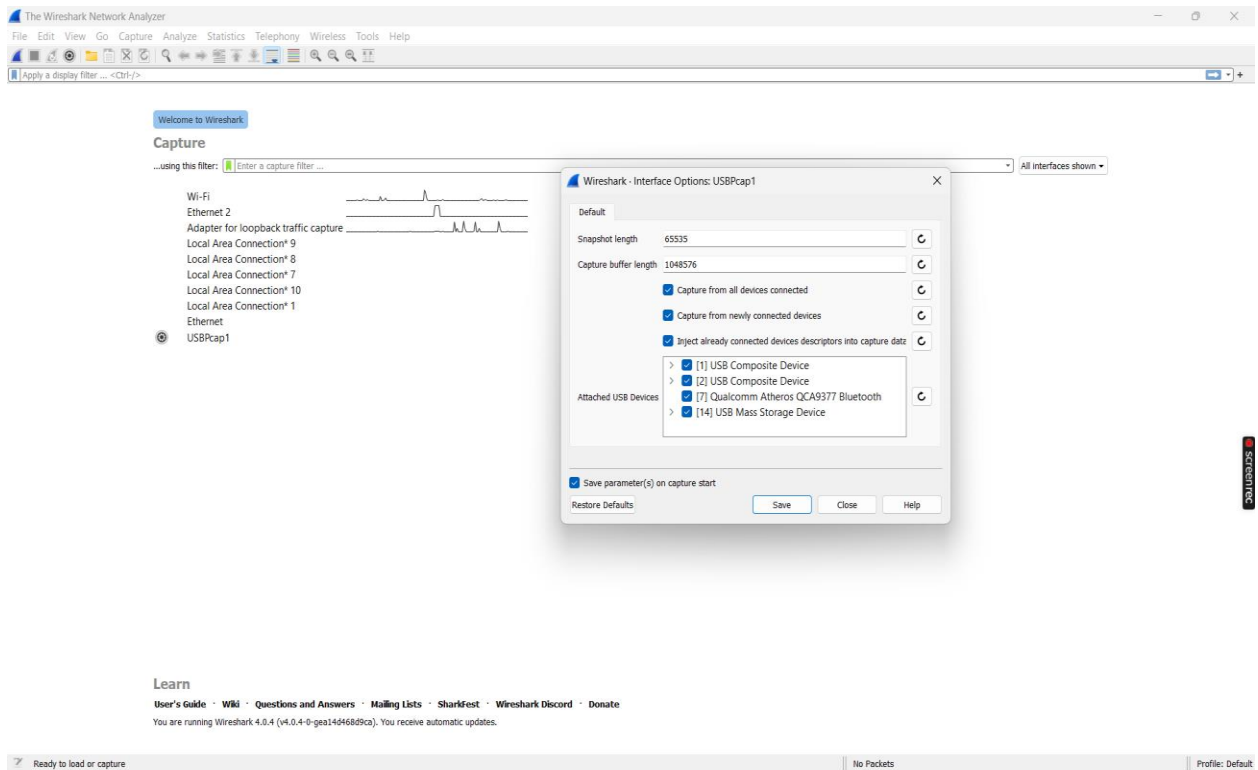 The Wireshark Network Analyzer
File Edit View Go Capture Analyze Statistics Telephony Wireless Tools Help
Apply a display filter ... <Ctrl-/>
Welcome to Wireshark
Capture
...using this filter: Enter a capture filter ... All interfaces shown
Wi-Fi
Ethernet 2
Adapter for loopback traffic capture
Local Area Connection* 9
Local Area Connection* 8
Local Area Connection* 7
Local Area Connection* 10
Local Area Connection* 1
Ethernet
USBPcap1
Wireshark - Interface Options: USBPcap1
Default
Snapshot length 65535
Capture buffer length 1048576
Capture from all devices connected
Capture from newly connected devices
Inject already connected devices descriptors into capture data
Attached USB Devices
[1] USB Composite Device
[2] USB Composite Device
[7] Qualcomm Atheros QCA9377 Bluetooth
[14] USB Mass Storage Device
Save parameter(s) on capture start
Restore Defaults Save Close Help
screenrec
Learn
User's Guide · Wiki · Questions and Answers · Mailing Lists · SharkFest · Wireshark Discord · Donate
You are running Wireshark 4.0.4 (v4.0.4-0-gea14d468d9ca). You receive automatic updates.
Ready to load or capture No Packets Profile: Default